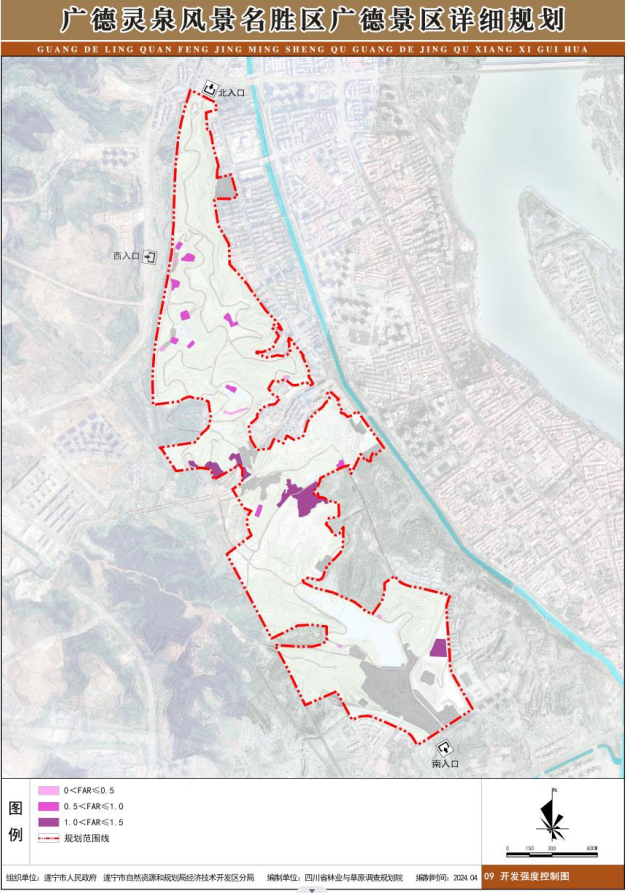 广德灵泉风景名胜区广德景区详细规划
GUANG DE LING QUAN FENG JING MING SHENG QU GUANG DE JING QU XIANG XI GUI HUA
北入口
西入口
南入口
图例
0<FAR≤0.5
0.5<FAR≤1.0
1.0<FAR≤1.5
规划范围线
N
0 150 300 600M
组织单位: 遂宁市人民政府 遂宁市自然资源和规划局经济技术开发区分局 编制单位: 四川省林业与草原调查规划院 编制时间: 2024.04
09 开发强度控制图